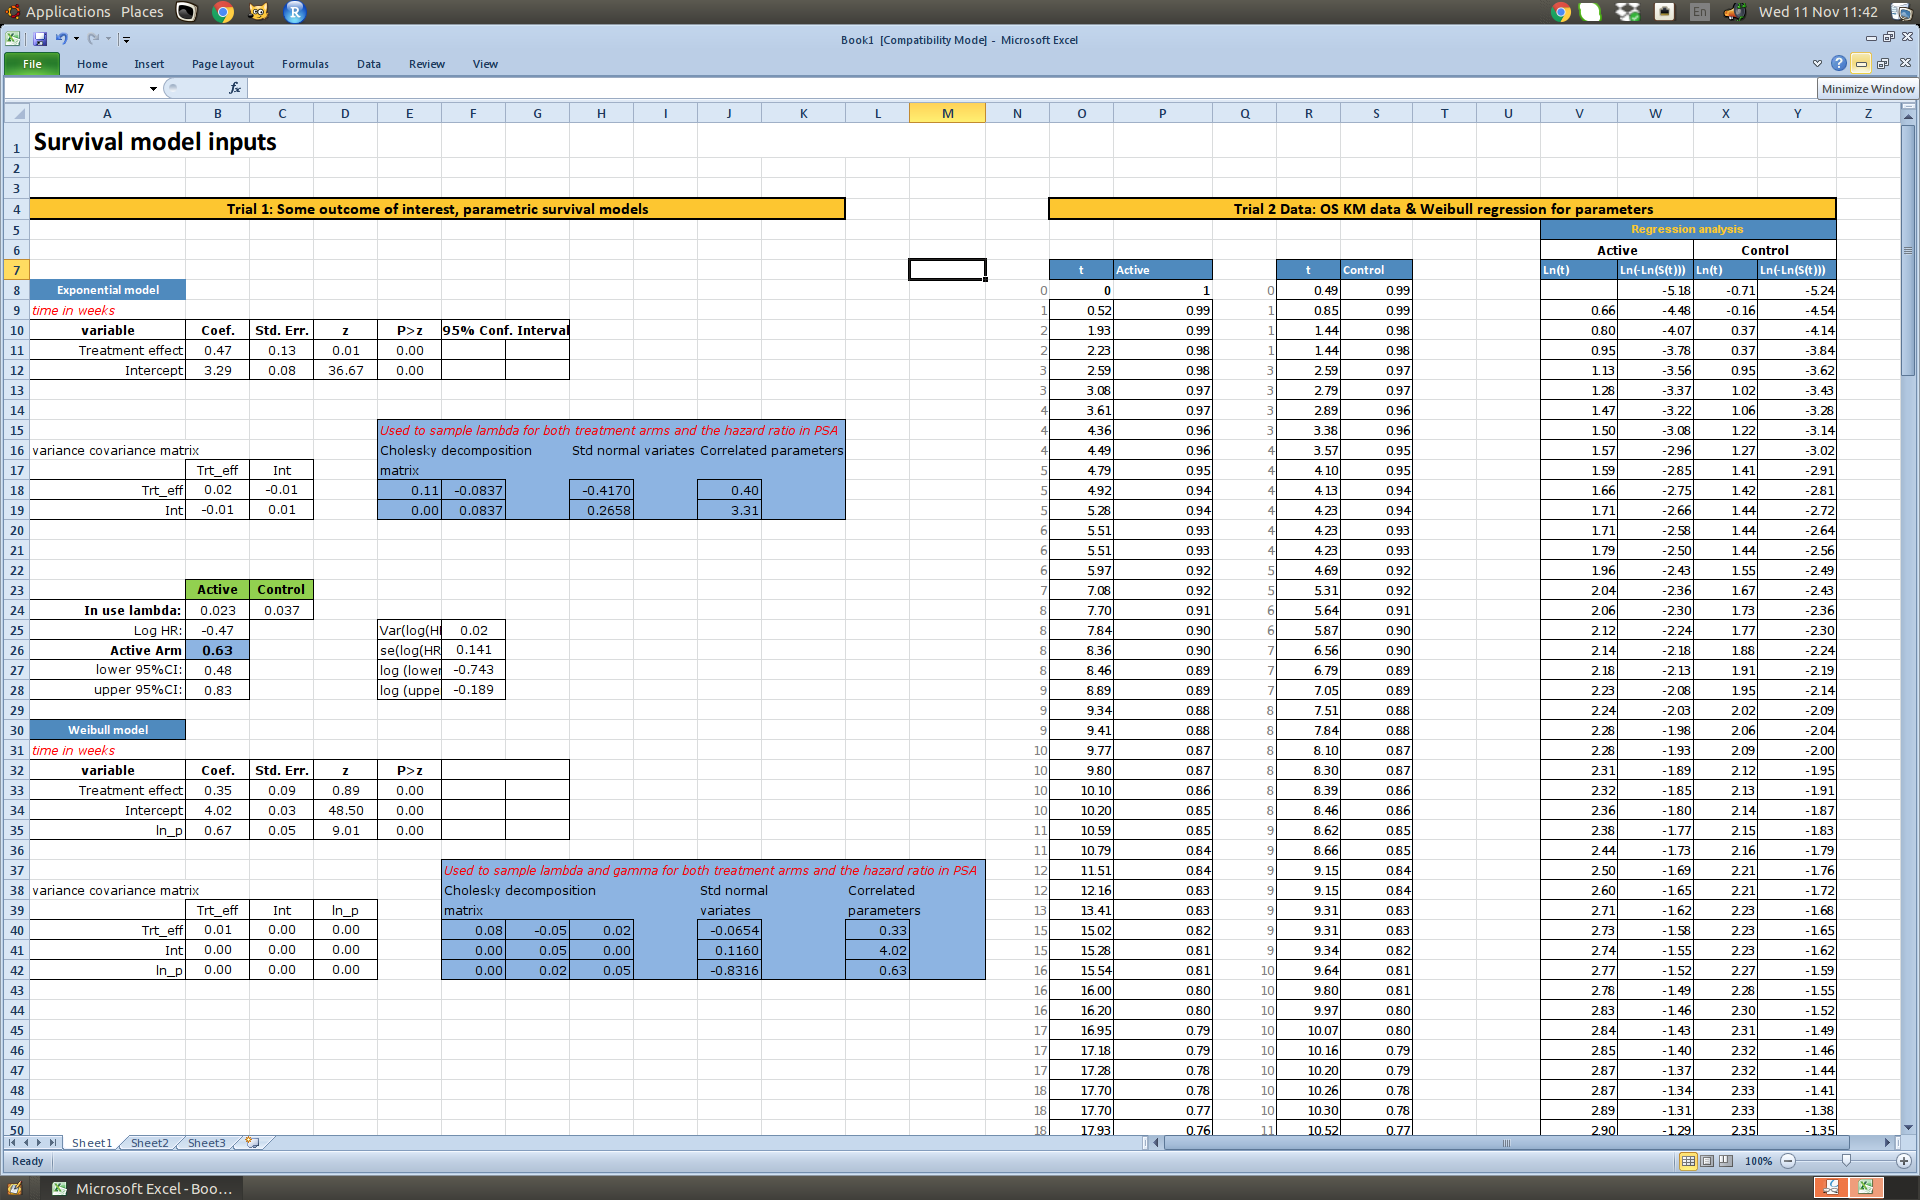 Applications Places En Wed 11 Nov 11:42
Book1 [Compatibility Mode] - Microsoft Excel
File Home Insert Page Layout Formulas Data Review View
M7 fx Minimize Window
A B C D E F G H I J K L M N O P Q R S T U V W X Y Z
1 Survival model inputs
2
3
4 Trial 1: Some outcome of interest, parametric survival models Trial 2 Data: OS KM data & Weibull regression for parameters
5 Regression analysis
6 Active Control
7 t Active t Control Ln(t) Ln(-Ln(S(t))) Ln(t) Ln(-Ln(S(t)))
8 Exponential model 0 0 1 0 0.49 0.99 -5.18 -0.71 -5.24
9 time in weeks 1 0.52 0.99 1 0.85 0.99 0.66 -4.48 -0.16 -4.54
10 variable Coef. Std. Err. z P>z 95% Conf. Interval 2 1.93 0.99 1 1.44 0.98 0.80 -4.07 0.37 -4.14
11 Treatment effect 0.47 0.13 0.01 0.00 2 2.23 0.98 1 1.44 0.98 0.95 -3.78 0.37 -3.84
12 Intercept 3.29 0.08 36.67 0.00 3 2.59 0.98 3 2.59 0.97 1.13 -3.56 0.95 -3.62
13 3 3.08 0.97 3 2.79 0.97 1.28 -3.37 1.02 -3.43
14 4 3.61 0.97 3 2.89 0.96 1.47 -3.22 1.06 -3.28
15 Used to sample lambda for both treatment arms and the hazard ratio in PSA 4 4.36 0.96 3 3.38 0.96 1.50 -3.08 1.22 -3.14
16 variance covariance matrix Cholesky decomposition Std normal variates Correlated parameters 4 4.49 0.96 4 3.57 0.95 1.57 -2.96 1.27 -3.02
17 Trt_eff Int matrix 5 4.79 0.95 4 4.10 0.95 1.59 -2.85 1.41 -2.91
18 Trt_eff 0.02 -0.01 0.11 -0.0837 -0.4170 0.40 5 4.92 0.94 4 4.13 0.94 1.66 -2.75 1.42 -2.81
19 Int -0.01 0.01 0.00 0.0837 0.2658 3.31 5 5.28 0.94 4 4.23 0.94 1.71 -2.66 1.44 -2.72
20 6 5.51 0.93 4 4.23 0.93 1.71 -2.58 1.44 -2.64
21 6 5.51 0.93 4 4.23 0.93 1.79 -2.50 1.44 -2.56
22 6 5.97 0.92 5 4.69 0.92 1.96 -2.43 1.55 -2.49
23 Active Control 7 7.08 0.92 5 5.31 0.92 2.04 -2.36 1.67 -2.43
24 In use lambda: 0.023 0.037 8 7.70 0.91 6 5.64 0.91 2.06 -2.30 1.73 -2.36
25 Log HR: -0.47 Var(log(HI 0.02 8 7.84 0.90 6 5.87 0.90 2.12 -2.24 1.77 -2.30
26 Active Arm 0.63 se(log(HR 0.141 8 8.36 0.90 7 6.56 0.90 2.14 -2.18 1.88 -2.24
27 lower 95%CI: 0.48 log (lower -0.743 8 8.46 0.89 7 6.79 0.89 2.18 -2.13 1.91 -2.19
28 upper 95%CI: 0.83 log (uppe -0.189 9 8.89 0.89 7 7.05 0.89 2.23 -2.08 1.95 -2.14
29 9 9.34 0.88 8 7.51 0.88 2.24 -2.03 2.02 -2.09
30 Weibull model 9 9.41 0.88 8 7.84 0.88 2.28 -1.98 2.06 -2.04
31 time in weeks 10 9.77 0.87 8 8.10 0.87 2.28 -1.93 2.09 -2.00
32 variable Coef. Std. Err. z P>z 10 9.80 0.87 8 8.30 0.87 2.31 -1.89 2.12 -1.95
33 Treatment effect 0.35 0.09 0.89 0.00 10 10.10 0.86 8 8.39 0.86 2.32 -1.85 2.13 -1.91
34 Intercept 4.02 0.03 48.50 0.00 10 10.20 0.85 8 8.46 0.86 2.36 -1.80 2.14 -1.87
35 ln_p 0.67 0.05 9.01 0.00 11 10.59 0.85 9 8.62 0.85 2.38 -1.77 2.15 -1.83
36 11 10.79 0.84 9 8.66 0.85 2.44 -1.73 2.16 -1.79
37 Used to sample lambda and gamma for both treatment arms and the hazard ratio in PSA 12 11.51 0.84 9 9.15 0.84 2.50 -1.69 2.21 -1.76
38 variance covariance matrix Cholesky decomposition Std normal Correlated 12 12.16 0.83 9 9.15 0.84 2.60 -1.65 2.21 -1.72
39 Trt_eff Int ln_p matrix variates parameters 13 13.41 0.83 9 9.31 0.83 2.71 -1.62 2.23 -1.68
40 Trt_eff 0.01 0.00 0.00 0.08 -0.05 0.02 -0.0654 0.33 15 15.02 0.82 9 9.31 0.83 2.73 -1.58 2.23 -1.65
41 Int 0.00 0.00 0.00 0.00 0.05 0.00 0.1160 4.02 15 15.28 0.81 9 9.34 0.82 2.74 -1.55 2.23 -1.62
42 ln_p 0.00 0.00 0.00 0.00 0.02 0.05 -0.8316 0.63 16 15.54 0.81 10 9.64 0.81 2.77 -1.52 2.27 -1.59
43 16 16.00 0.80 10 9.80 0.81 2.78 -1.49 2.28 -1.55
44 16 16.20 0.80 10 9.97 0.80 2.83 -1.46 2.30 -1.52
45 17 16.95 0.79 10 10.07 0.80 2.84 -1.43 2.31 -1.49
46 17 17.18 0.79 10 10.16 0.79 2.85 -1.40 2.32 -1.46
47 17 17.28 0.78 10 10.20 0.79 2.87 -1.37 2.32 -1.44
48 18 17.70 0.78 10 10.26 0.78 2.87 -1.34 2.33 -1.41
49 18 17.70 0.77 10 10.30 0.78 2.89 -1.31 2.33 -1.38
50 18 17.93 0.76 11 10.52 0.77 2.90 -1.29 2.35 -1.35
Sheet1 Sheet2 Sheet3
Ready 100%
Microsoft Excel - Boo...